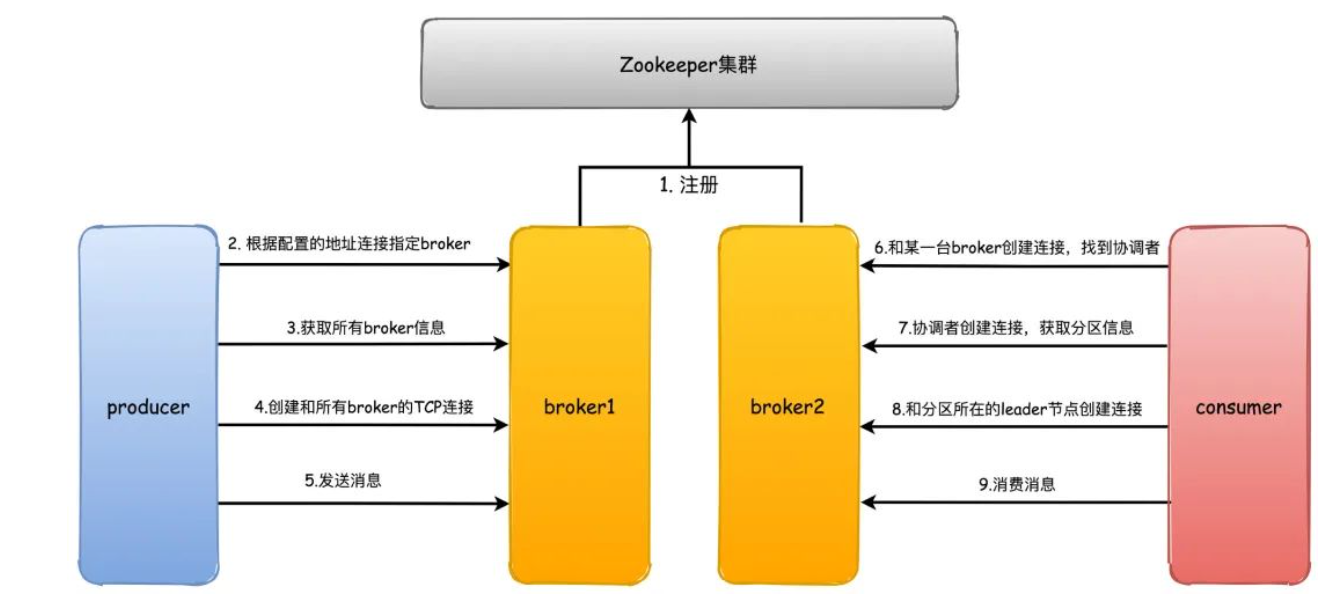 Zookeeper集群
1. 注册
2. 根据配置的地址连接指定broker
3.获取所有broker信息
4.创建和所有broker的TCP连接
5.发送消息
producer
broker1
broker2
6.和某一台broker创建连接，找到协调者
7.协调者创建连接，获取分区信息
8.和分区所在的leader节点创建连接
9.消费消息
consumer